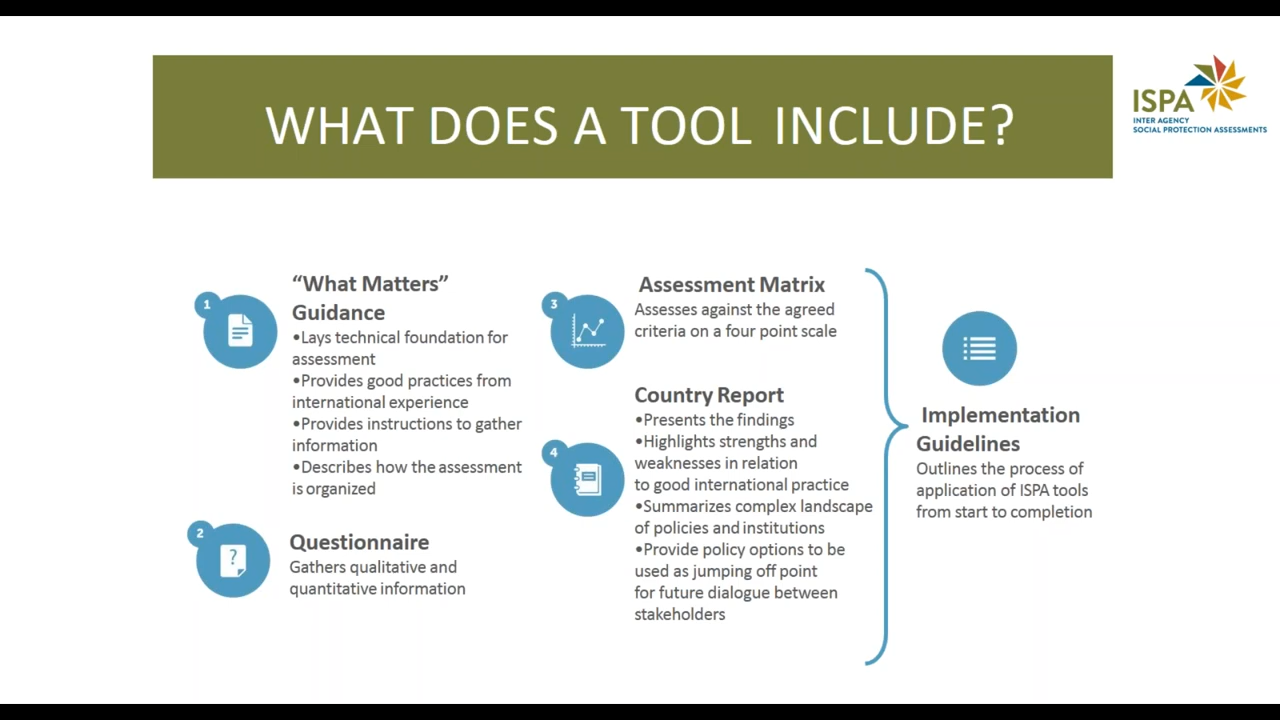 WHAT DOES A TOOL INCLUDE?
ISPA
INTER AGENCY
SOCIAL PROTECTION ASSESSMENTS
1
“What Matters”
Guidance
•Lays technical foundation for
assessment
•Provides good practices from
international experience
•Provides instructions to gather
information
•Describes how the assessment
is organized
2
?
Questionnaire
Gathers qualitative and
quantitative information
3
Assessment Matrix
Assesses against the agreed
criteria on a four point scale
4
Country Report
•Presents the findings
•Highlights strengths and
weaknesses in relation
to good international practice
•Summarizes complex landscape
of policies and institutions
•Provide policy options to be
used as jumping off point
for future dialogue between
stakeholders
Implementation
Guidelines
Outlines the process of
application of ISPA tools
from start to completion